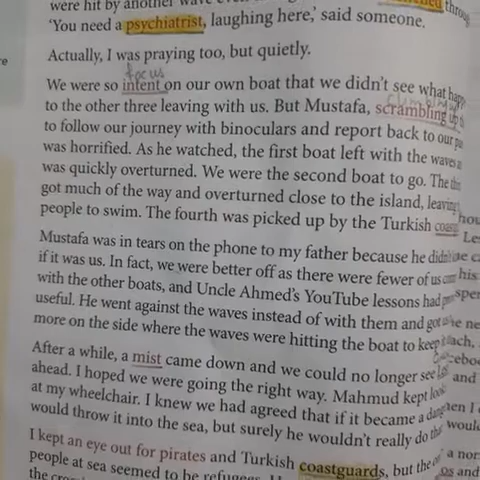 were hit by another wave even
'You need a psychiatrist, laughing here,' said someone.
Actually, I was praying too, but quietly.
focus
We were so intent on our own boat that we didn't see what
to the other three leaving with us. But Mustafa, scrambling up
to follow our journey with binoculars and report back to our
was horrified. As he watched, the first boat left with the waves
was quickly overturned. We were the second boat to go. The
got much of the way and overturned close to the island, leaving
people to swim. The fourth was picked up by the Turkish
Mustafa was in tears on the phone to my father because he didn't
if it was us. In fact, we were better off as there were fewer of us
with the other boats, and Uncle Ahmed's YouTube lessons had
useful. He went against the waves instead of with them and got
more on the side where the waves were hitting the boat to keep
After a while, a mist came down and we could no longer see
ahead. I hoped we were going the right way. Mahmud kept
at my wheelchair. I knew we had agreed that if it became a
would throw it into the sea, but surely he wouldn't really do
I kept an eye out for pirates and Turkish coastguards, but the
people at sea seemed to be